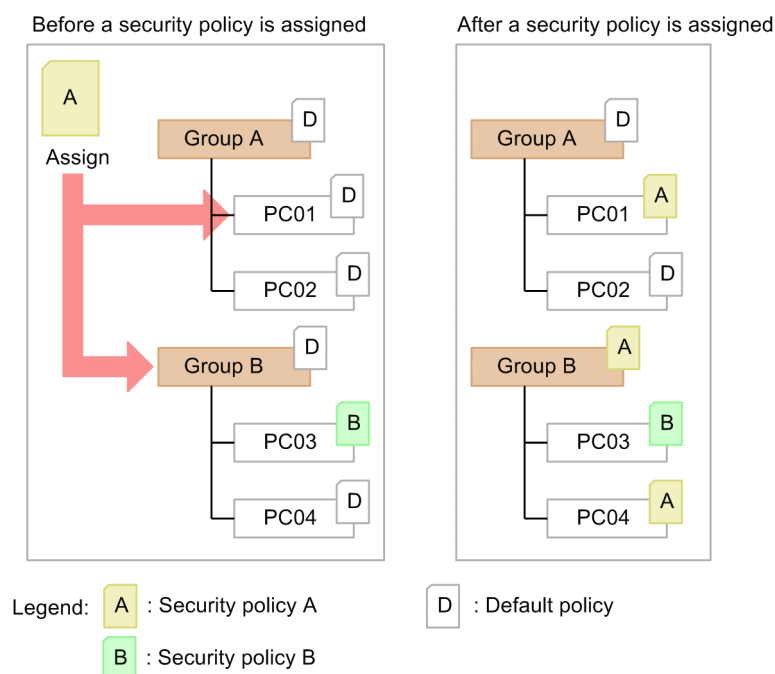 Before a security policy is assigned
A
Assign
Group A
D
PC01
D
PC02
D
Group B
D
PC03
B
PC04
D
After a security policy is assigned
Group A
D
PC01
A
PC02
D
Group B
A
PC03
B
PC04
A
Legend:
A : Security policy A
D : Default policy
B : Security policy B